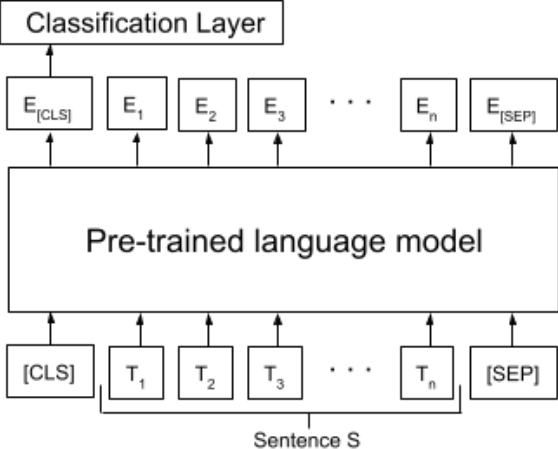 Classification Layer
E[CLS] E1 E2 E3 . . . En E[SEP]
Pre-trained language model
[CLS] T1 T2 T3 . . . Tn [SEP]
Sentence S